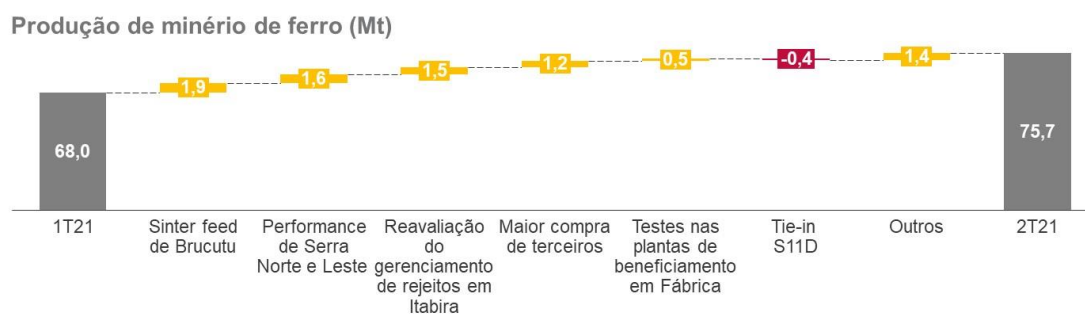 Produção de minério de ferro (Mt)
68,0
1,9
1,6
1,5
1,2
0,5
-0,4
1,4
75,7
1T21
Sinter feed
de Brucutu
Performance
de Serra
Norte e Leste
Reavaliação
do
gerenciamento
de rejeitos em
Itabira
Maior compra
de terceiros
Testes nas
plantas de
beneficiamento
em Fábrica
Tie-in
S11D
Outros
2T21